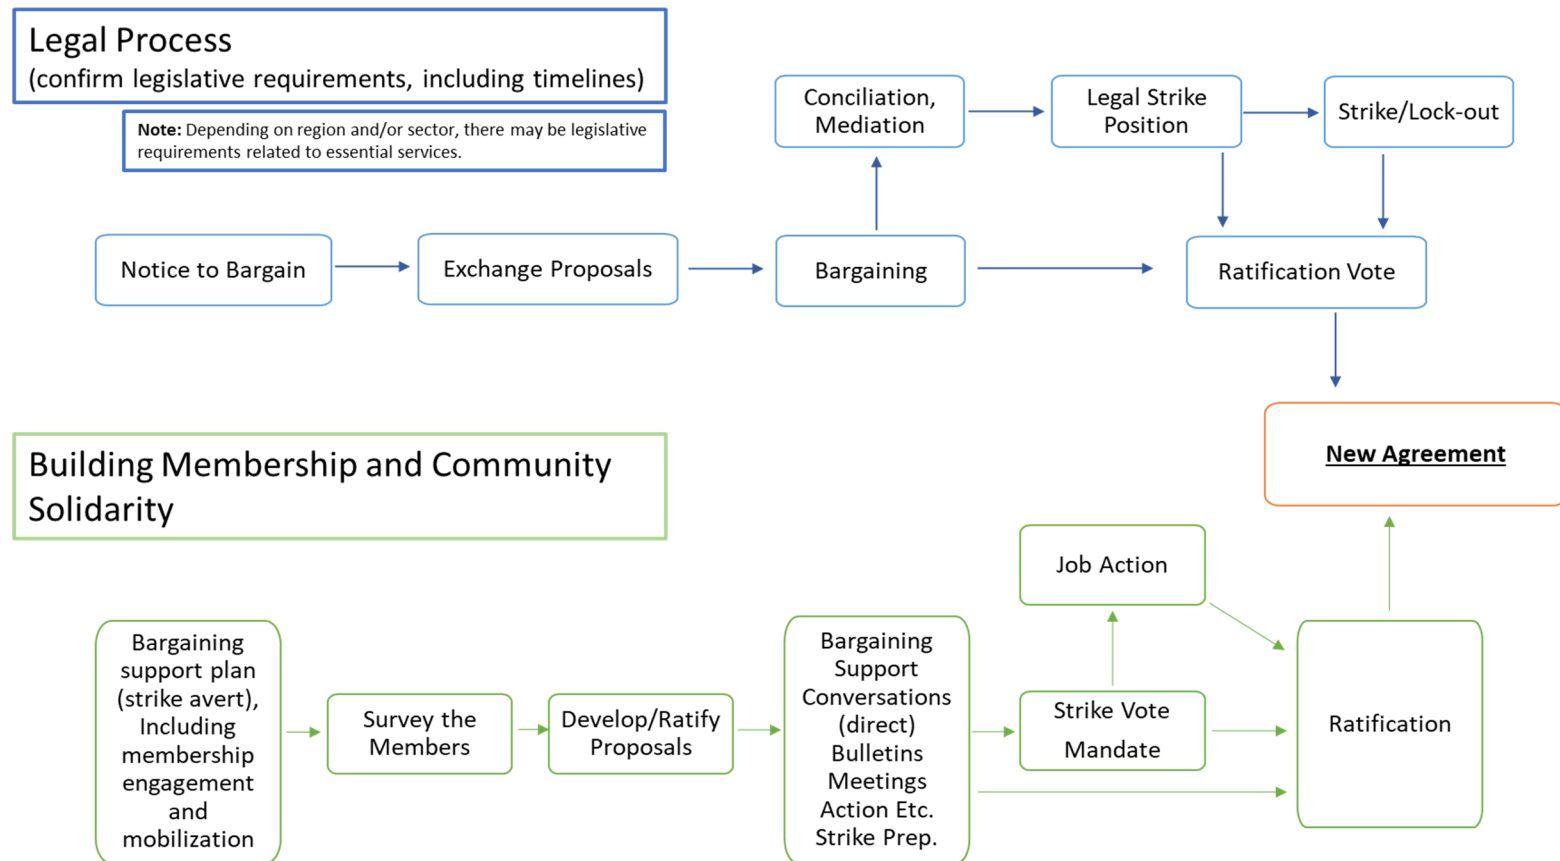 Legal Process
(confirm legislative requirements, including timelines)
Note: Depending on region and/or sector, there may be legislative
requirements related to essential services.
Conciliation,
Mediation
Legal Strike
Position
Strike/Lock-out
Notice to Bargain
Exchange Proposals
Bargaining
Ratification Vote
New Agreement
Building Membership and Community
Solidarity
Bargaining
support plan
(strike avert),
Including
membership
engagement
and
mobilization
Survey the
Members
Develop/Ratify
Proposals
Bargaining
Support
Conversations
(direct)
Bulletins
Meetings
Action Etc.
Strike Prep.
Job Action
Strike Vote
Mandate
Ratification